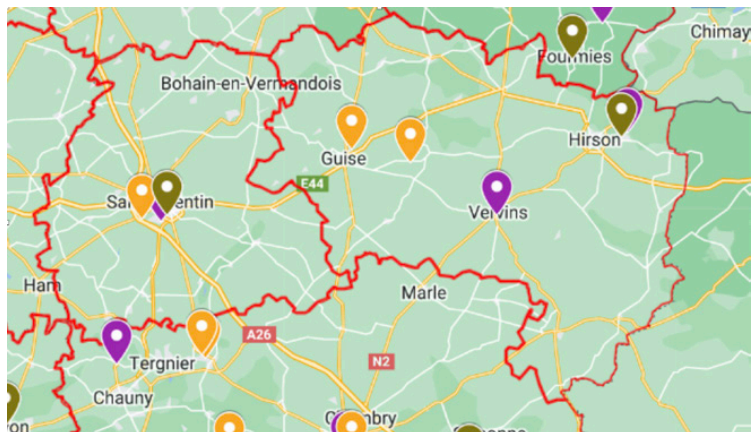 Chimay
Fourmies
Bohain-en-Vermandois
Hirson
Guise
E44
Vervins
Ham
Marle
A26
N2
Tergnier
Chauny